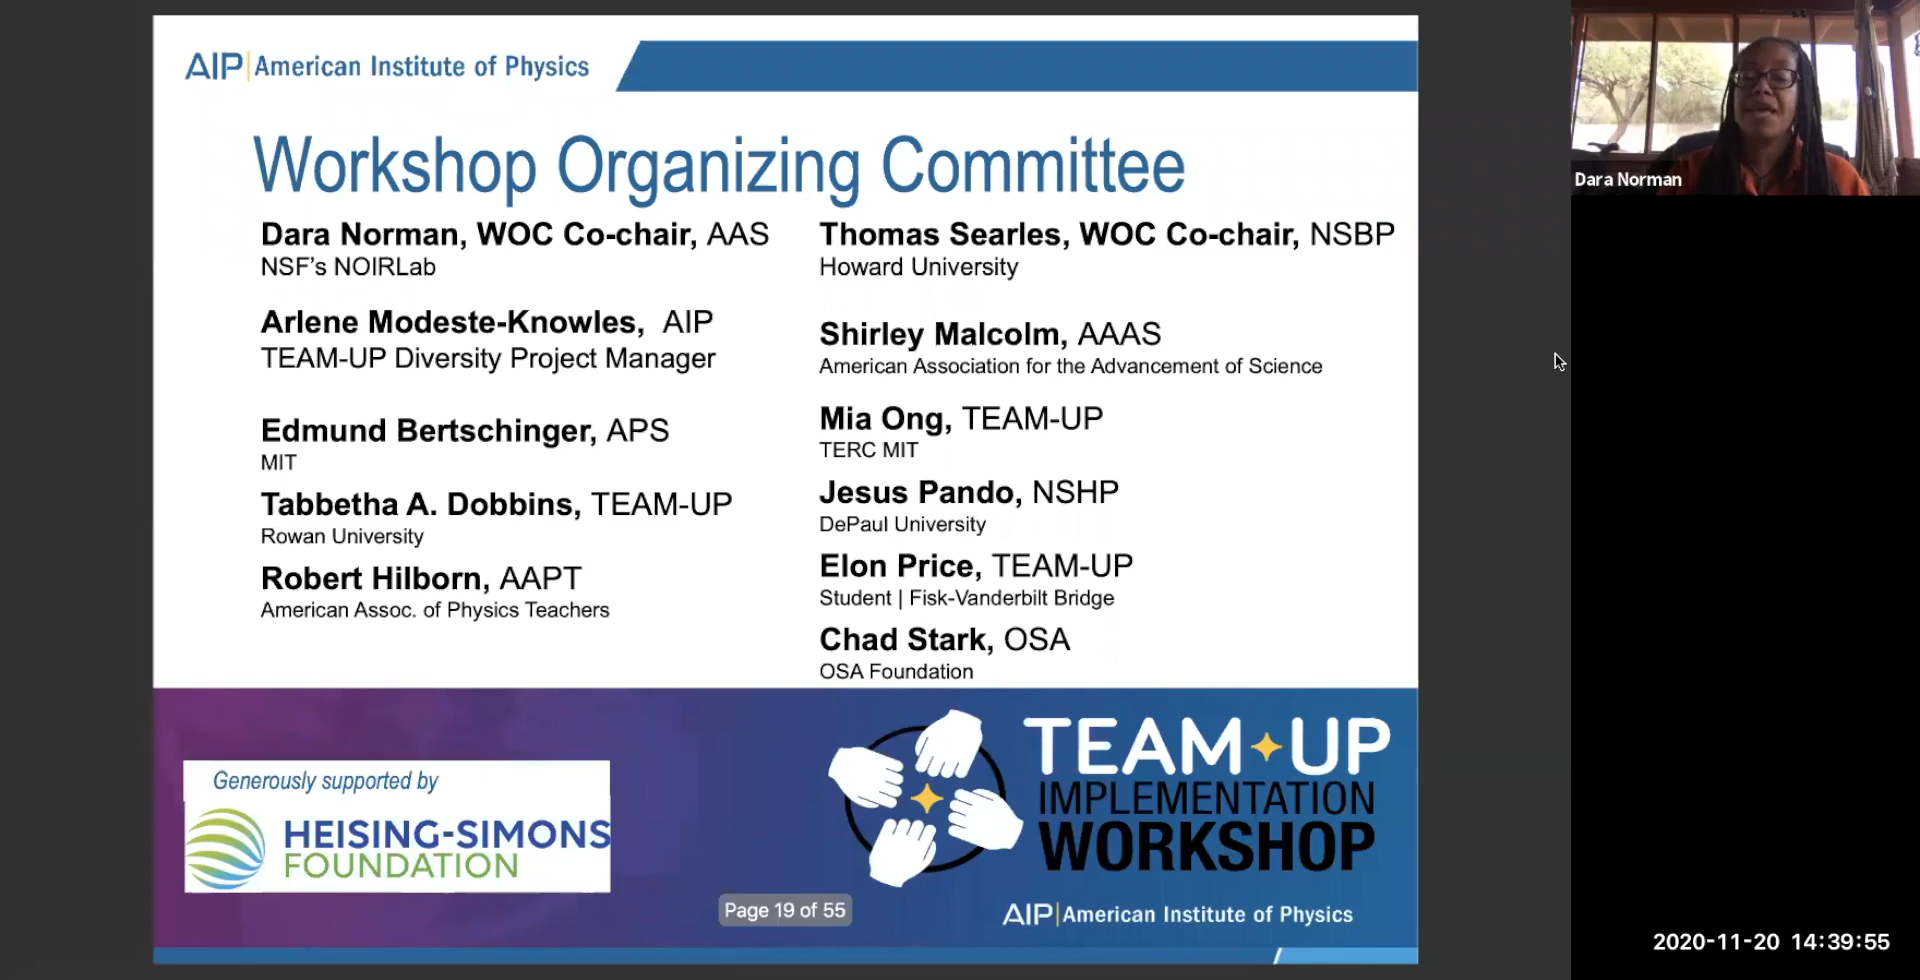 AIP|American Institute of Physics
Workshop Organizing Committee
Dara Norman, WOC Co-chair, AAS
NSF's NOIRLab
Arlene Modeste-Knowles, AIP
TEAM-UP Diversity Project Manager
Edmund Bertschinger, APS
MIT
Tabbetha A. Dobbins, TEAM-UP
Rowan University
Robert Hilborn, AAPT
American Assoc. of Physics Teachers
Thomas Searles, WOC Co-chair, NSBP
Howard University
Shirley Malcolm, AAAS
American Association for the Advancement of Science
Mia Ong, TEAM-UP
TERC MIT
Jesus Pando, NSHP
DePaul University
Elon Price, TEAM-UP
Student | Fisk-Vanderbilt Bridge
Chad Stark, OSA
OSA Foundation
Generously supported by
HEISING-SIMONS
FOUNDATION
Page 19 of 55
TEAM UP
IMPLEMENTATION
WORKSHOP
AIP|American Institute of Physics
Dara Norman
2020-11-20 14:39:55